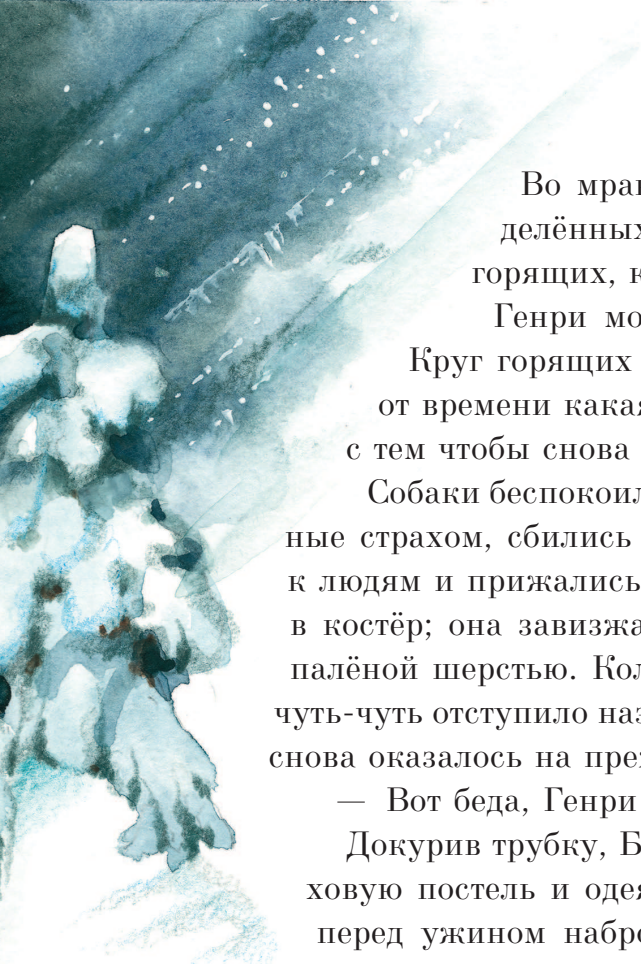 Во мра
делённых
горящих,
Генри мо
Круг горящих
от времени какая
с тем чтобы снова
Собаки беспокоил
ные страхом, сбились
к людям и прижались
в костёр; она завизжа
палёной шерстью. Кол
чуть-чуть отступило наз
снова оказалось на пре
— Вот беда, Генри
Докурив трубку, Б
ховую постель и одея
перед ужином набро